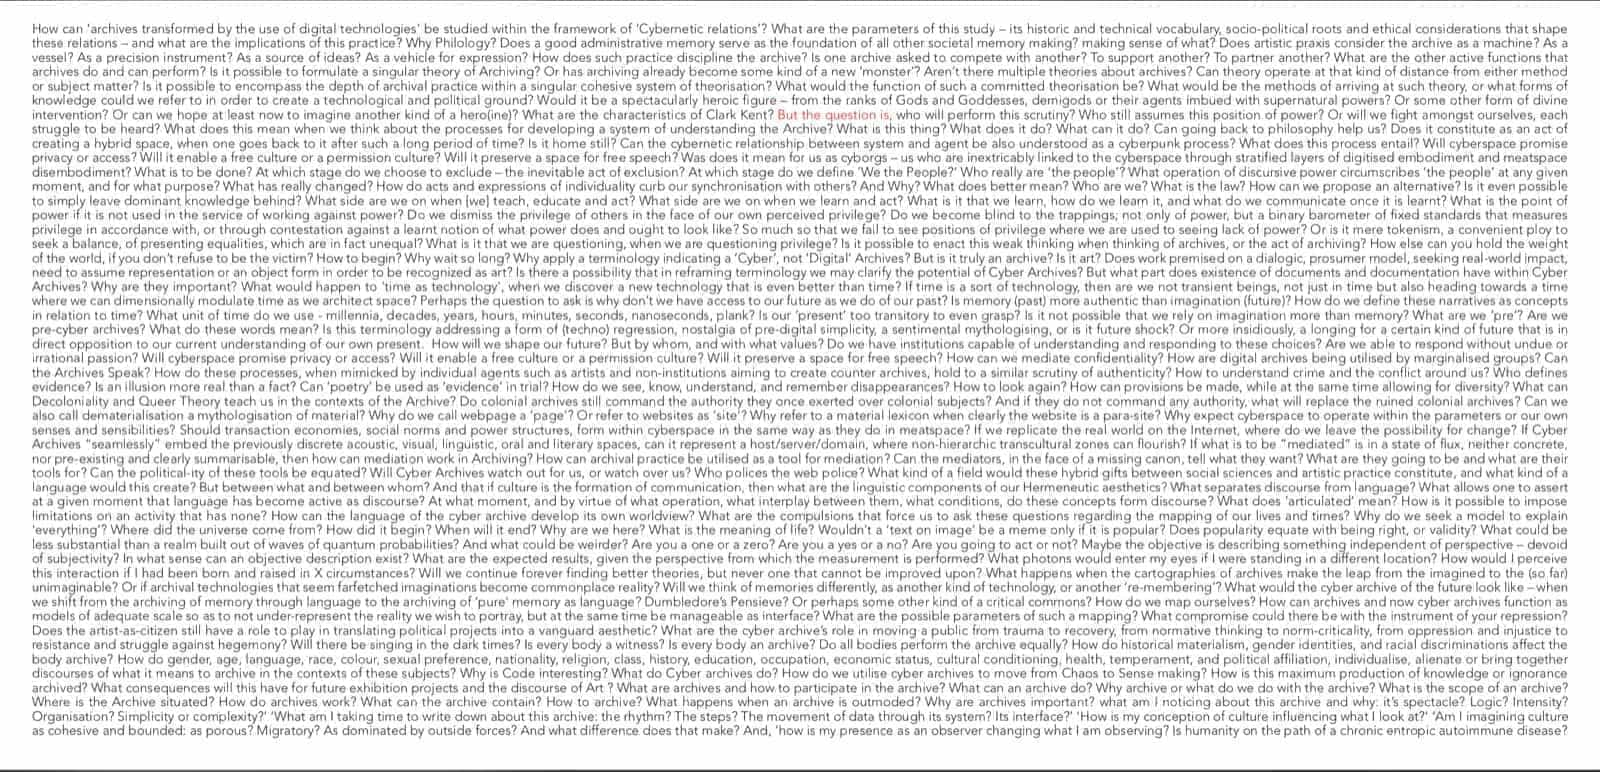 How can 'archives transformed by the use of digital technologies' be studied within the framework of 'Cybernetic relations'? What are the parameters of this study – its historic and technical vocabulary, socio-political roots and ethical considerations that shape
these relations – and what are the implications of this practice? Why Philology? Does a good administrative memory serve as the foundation of all other societal memory making? making sense of what? Does artistic praxis consider the archive as a machine? As a
vessel? As a precision instrument? As a source of ideas? As a vehicle for expression? How does such practice discipline the archive? Is one archive asked to compete with another? To support another? To partner another? What are the other active functions that
archives do and can perform? Is it possible to formulate a singular theory of Archiving? Or has archiving already become some kind of a new 'monster'? Aren't there multiple theories about archives? Can theory operate at that kind of distance from either method
or subject matter? Is it possible to encompass the depth of archival practice within a singular cohesive system of theorisation? What would the function of such a committed theorisation be? What would be the methods of arriving at such theory, or what forms of
knowledge could we refer to in order to create a technological and political ground? Would it be a spectacularly heroic figure – from the ranks of Gods and Goddesses, demigods or their agents imbued with supernatural powers? Or some other form of divine
intervention? Or can we hope at least now to imagine another kind of a hero(ine)? What are the characteristics of Clark Kent? But the question is, who will perform this scrutiny? Who still assumes this position of power? Or will we fight amongst ourselves, each
struggle to be heard? What does this mean when we think about the processes for developing a system of understanding the Archive? What is this thing? What does it do? What can it do? Can going back to philosophy help us? Does it constitute as an act of
creating a hybrid space, when one goes back to it after such a long period of time? Is it home still? Can the cybernetic relationship between system and agent be also understood as a cyberpunk process? What does this process entail? Will cyberspace promise
privacy or access? Will it enable a free culture or a permission culture? Will it preserve a space for free speech? Was does it mean for us as cyborgs – us who are inextricably linked to the cyberspace through stratified layers of digitised embodiment and meatspace
disembodiment? What is to be done? At which stage do we choose to exclude – the inevitable act of exclusion? At which stage do we define 'We the People?' Who really are 'the people'? What operation of discursive power circumscribes 'the people' at any given
moment, and for what purpose? What has really changed? How do acts and expressions of individuality curb our synchronisation with others? And Why? What does better mean? Who are we? What is the law? How can we propose an alternative? Is it even possible
to simply leave dominant knowledge behind? What side are we on when [we] teach, educate and act? What side are we on when we learn and act? What is it that we learn, how do we learn it, and what do we communicate once it is learnt? What is the point of
power if it is not used in the service of working against power? Do we dismiss the privilege of others in the face of our own perceived privilege? Do we become blind to the trappings; not only of power, but a binary barometer of fixed standards that measures
privilege in accordance with, or through contestation against a learnt notion of what power does and ought to look like? So much so that we fail to see positions of privilege where we are used to seeing lack of power? Or is it mere tokenism, a convenient ploy to
seek a balance, of presenting equalities, which are in fact unequal? What is it that we are questioning, when we are questioning privilege? Is it possible to enact this weak thinking when thinking of archives, or the act of archiving? How else can you hold the weight
of the world, if you don't refuse to be the victim? How to begin? Why wait so long? Why apply a terminology indicating a 'Cyber', not 'Digital' Archives? But is it truly an archive? Is it art? Does work premised on a dialogic, prosumer model, seeking real-world impact,
need to assume representation or an object form in order to be recognized as art? Is there a possibility that in reframing terminology we may clarify the potential of Cyber Archives? But what part does existence of documents and documentation have within Cyber
Archives? Why are they important? What would happen to 'time as technology', when we discover a new technology that is even better than time? If time is a sort of technology, then are we not transient beings, not just in time but also heading towards a time
where we can dimensionally modulate time as we architect space? Perhaps the question to ask is why don't we have access to our future as we do of our past? Is memory (past) more authentic than imagination (future)? How do we define these narratives as concepts
in relation to time? What unit of time do we use - millennia, decades, years, hours, minutes, seconds, nanoseconds, plank? Is our 'present' too transitory to even grasp? Is it not possible that we rely on imagination more than memory? What are we 'pre'? Are we
pre-cyber archives? What do these words mean? Is this terminology addressing a form of (techno) regression, nostalgia of pre-digital simplicity, a sentimental mythologising, or is it future shock? Or more insidiously, a longing for a certain kind of future that is in
direct opposition to our current understanding of our own present. How will we shape our future? But by whom, and with what values? Do we have institutions capable of understanding and responding to these choices? Are we able to respond without undue or
irrational passion? Will cyberspace promise privacy or access? Will it enable a free culture or a permission culture? Will it preserve a space for free speech? How can we mediate confidentiality? How are digital archives being utilised by marginalised groups? Can
the Archives Speak? How do these processes, when mimicked by individual agents such as artists and non-institutions aiming to create counter archives, hold to a similar scrutiny of authenticity? How to understand crime and the conflict around us? Who defines
evidence? Is an illusion more real than a fact? Can 'poetry' be used as 'evidence' in trial? How do we see, know, understand, and remember disappearances? How to look again? How can provisions be made, while at the same time allowing for diversity? What can
Decoloniality and Queer Theory teach us in the contexts of the Archive? Do colonial archives still command the authority they once exerted over colonial subjects? And if they do not command any authority, what will replace the ruined colonial archives? Can we
also call dematerialisation a mythologisation of material? Why do we call webpage a 'page'? Or refer to websites as 'site'? Why refer to a material lexicon when clearly the website is a para-site? Why expect cyberspace to operate within the parameters or our own
senses and sensibilities? Should transaction economies, social norms and power structures, form within cyberspace in the same way as they do in meatspace? If we replicate the real world on the Internet, where do we leave the possibility for change? If Cyber
Archives "seamlessly" embed the previously discrete acoustic, visual, linguistic, oral and literary spaces, can it represent a host/server/domain, where non-hierarchic transcultural zones can flourish? If what is to be "mediated" is in a state of flux, neither concrete,
nor pre-existing and clearly summarisable, then how can mediation work in Archiving? How can archival practice be utilised as a tool for mediation? Can the mediators, in the face of a missing canon, tell what they want? What are they going to be and what are their
tools for? Can the political-ity of these tools be equated? Will Cyber Archives watch out for us, or watch over us? Who polices the web police? What kind of a field would these hybrid gifts between social sciences and artistic practice constitute, and what kind of a
language would this create? But between what and between whom? And that if culture is the formation of communication, then what are the linguistic components of our Hermeneutic aesthetics? What separates discourse from language? What allows one to assert
at a given moment that language has become active as discourse? At what moment, and by virtue of what operation, what interplay between them, what conditions, do these concepts form discourse? What does 'articulated' mean? How is it possible to impose
limitations on an activity that has none? How can the language of the cyber archive develop its own worldview? What are the compulsions that force us to ask these questions regarding the mapping of our lives and times? Why do we seek a model to explain
'everything'? Where did the universe come from? How did it begin? When will it end? Why are we here? What is the meaning of life? Wouldn't a 'text on image' be a meme only if it is popular? Does popularity equate with being right, or validity? What could be
less substantial than a realm built out of waves of quantum probabilities? And what could be weirder? Are you a one or a zero? Are you a yes or a no? Are you going to act or not? Maybe the objective is describing something independent of perspective – devoid
of subjectivity? In what sense can an objective description exist? What are the expected results, given the perspective from which the measurement is performed? What photons would enter my eyes if I were standing in a different location? How would I perceive
this interaction if I had been born and raised in X circumstances? Will we continue forever finding better theories, but never one that cannot be improved upon? What happens when the cartographies of archives make the leap from the imagined to the (so far)
unimaginable? Or if archival technologies that seem farfetched imaginations become commonplace reality? Will we think of memories differently, as another kind of technology, or another 're-membering'? What would the cyber archive of the future look like – when
we shift from the archiving of memory through language to the archiving of 'pure' memory as language? Dumbledore's Pensieve? Or perhaps some other kind of a critical commons? How do we map ourselves? How can archives and now cyber archives function as
models of adequate scale so as to not under-represent the reality we wish to portray, but at the same time be manageable as interface? What are the possible parameters of such a mapping? What compromise could there be with the instrument of your repression?
Does the artist-as-citizen still have a role to play in translating political projects into a vanguard aesthetic? What are the cyber archive's role in moving a public from trauma to recovery, from normative thinking to norm-criticality, from oppression and injustice to
resistance and struggle against hegemony? Will there be singing in the dark times? Is every body a witness? Is every body an archive? Do all bodies perform the archive equally? How do historical materialism, gender identities, and racial discriminations affect the
body archive? How do gender, age, language, race, colour, sexual preference, nationality, religion, class, history, education, occupation, economic status, cultural conditioning, health, temperament, and political affiliation, individualise, alienate or bring together
discourses of what it means to archive in the contexts of these subjects? Why is Code interesting? What do Cyber archives do? How do we utilise cyber archives to move from Chaos to Sense making? How is this maximum production of knowledge or ignorance
archived? What consequences will this have for future exhibition projects and the discourse of Art ? What are archives and how to participate in the archive? What can an archive do? Why archive or what do we do with the archive? What is the scope of an archive?
Where is the Archive situated? How do archives work? What can the archive contain? How to archive? What happens when an archive is outmoded? Why are archives important? what am I noticing about this archive and why: it's spectacle? Logic? Intensity?
Organisation? Simplicity or complexity?' 'What am I taking time to write down about this archive: the rhythm? The steps? The movement of data through its system? Its interface?' 'How is my conception of culture influencing what I look at?' 'Am I imagining culture
as cohesive and bounded: as porous? Migratory? As dominated by outside forces? And what difference does that make? And, 'how is my presence as an observer changing what I am observing? Is humanity on the path of a chronic entropic autoimmune disease?